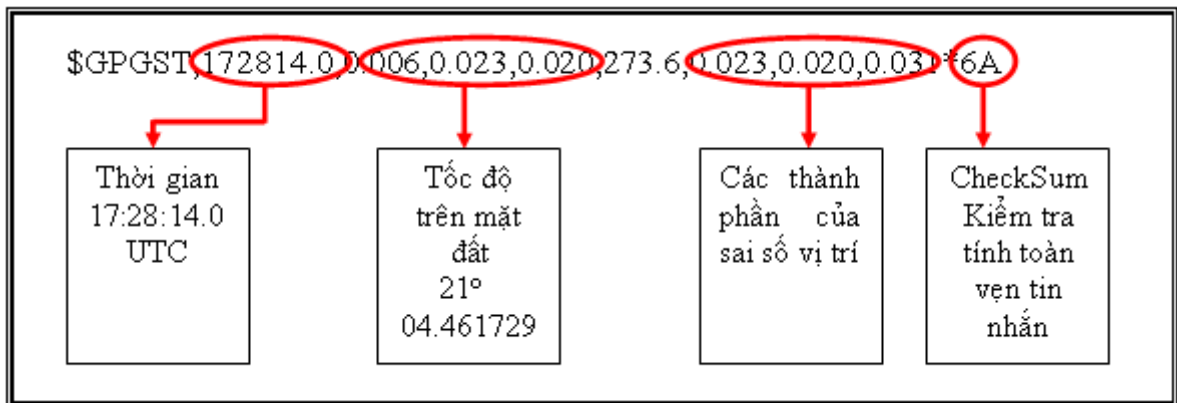 $GPGST,172814.0,0.006,0.023,0.020,273.6,0.023,0.020,0.031*6A
Thời gian
17:28:14.0
UTC
Tốc độ
trên mặt
đất
21°
04.461729
Các thành
phần của
sai số vị trí
CheckSum
Kiểm tra
tính toàn
vẹn tin
nhắn